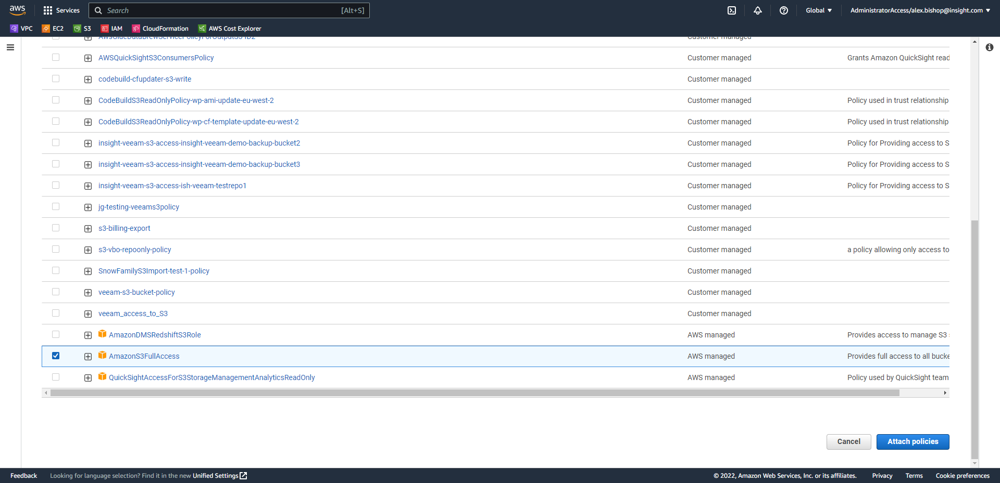 aws Services Search [Alt+S] Global AdministratorAccess/alex.bishop@insight.com
VPC EC2 S3 IAM CloudFormation AWS Cost Explorer
AwsGlueDataBrewServicePolicyForOutputS3-ID2 Customer managed
AWSQuickSightS3ConsumersPolicy Customer managed Grants Amazon QuickSight read
codebuild-cfupdater-s3-write Customer managed
CodeBuildS3ReadOnlyPolicy-wp-ami-update-eu-west-2 Customer managed Policy used in trust relationship
CodeBuildS3ReadOnlyPolicy-wp-cf-template-update-eu-west-2 Customer managed Policy used in trust relationship
insight-veeam-s3-access-insight-veeam-demo-backup-bucket2 Customer managed Policy for Providing access to S
insight-veeam-s3-access-insight-veeam-demo-backup-bucket3 Customer managed Policy for Providing access to S
insight-veeam-s3-access-ish-veeam-testrepo1 Customer managed Policy for Providing access to S
jg-testing-veeams3policy Customer managed
s3-billing-export Customer managed
s3-vbo-repoonly-policy Customer managed a policy allowing only access to
SnowFamilyS3Import-test-1-policy Customer managed
veeam-s3-bucket-policy Customer managed
veeam_access_to_S3 Customer managed
AmazonDMSRedshiftS3Role AWS managed Provides access to manage S3
AmazonS3FullAccess AWS managed Provides full access to all bucke
QuickSightAccessForS3StorageManagementAnalyticsReadOnly AWS managed Policy used by QuickSight team
Cancel Attach policies
Feedback Looking for language selection? Find it in the new Unified Settings © 2022, Amazon Web Services, Inc. or its affiliates. Privacy Terms Cookie preferences